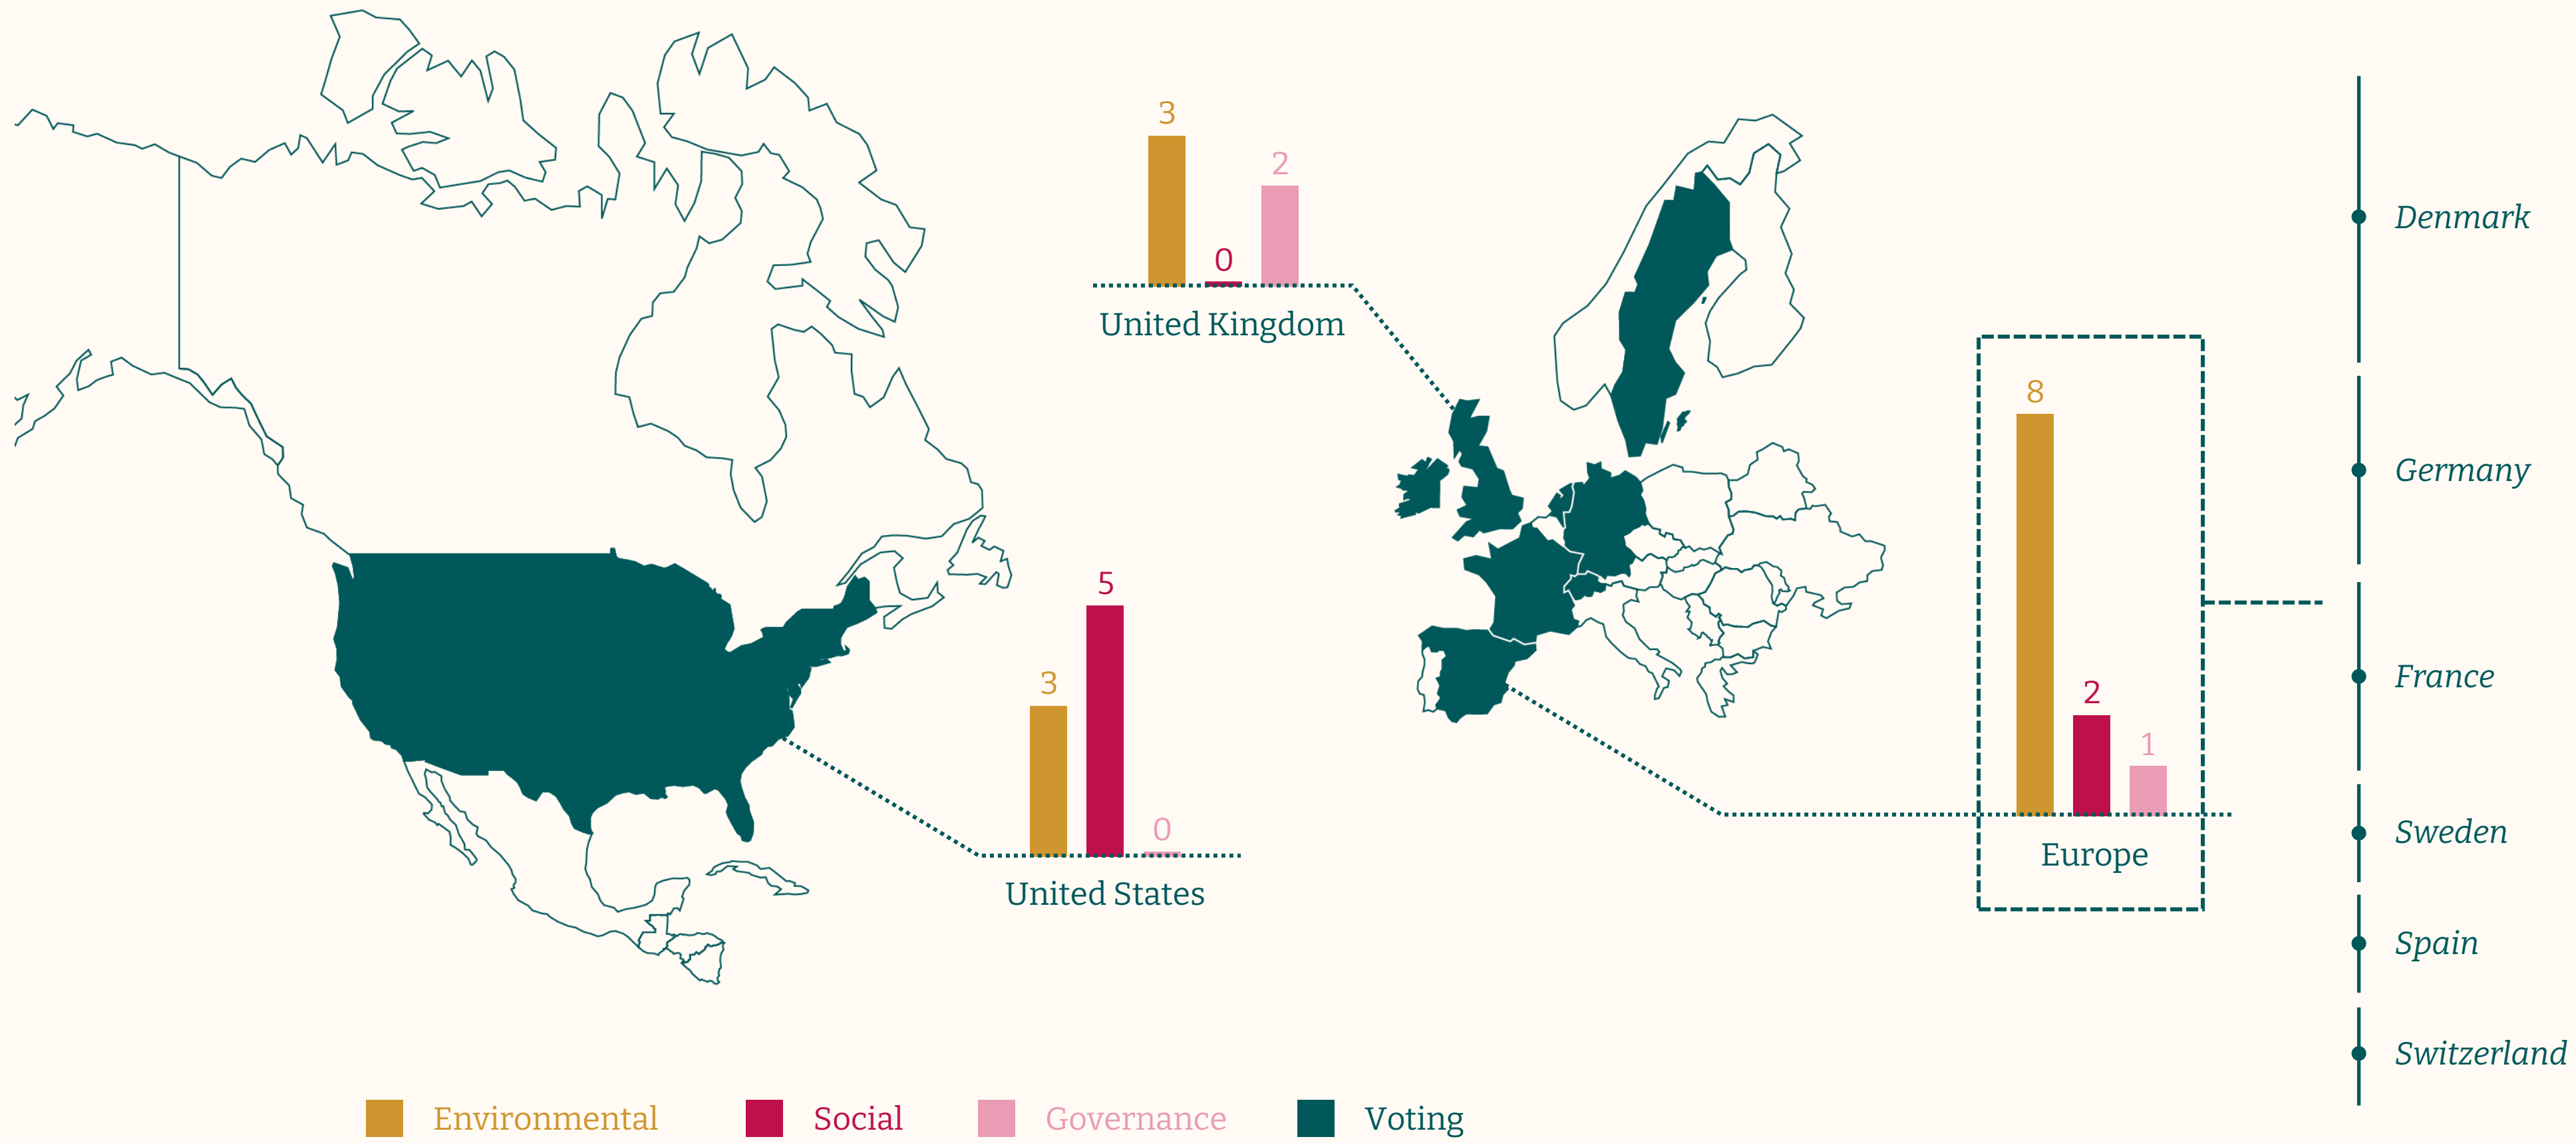 3
0
2
United Kingdom
3
5
0
United States
8
2
1
Europe
Denmark
Germany
France
Sweden
Spain
Switzerland
Environmental
Social
Governance
Voting